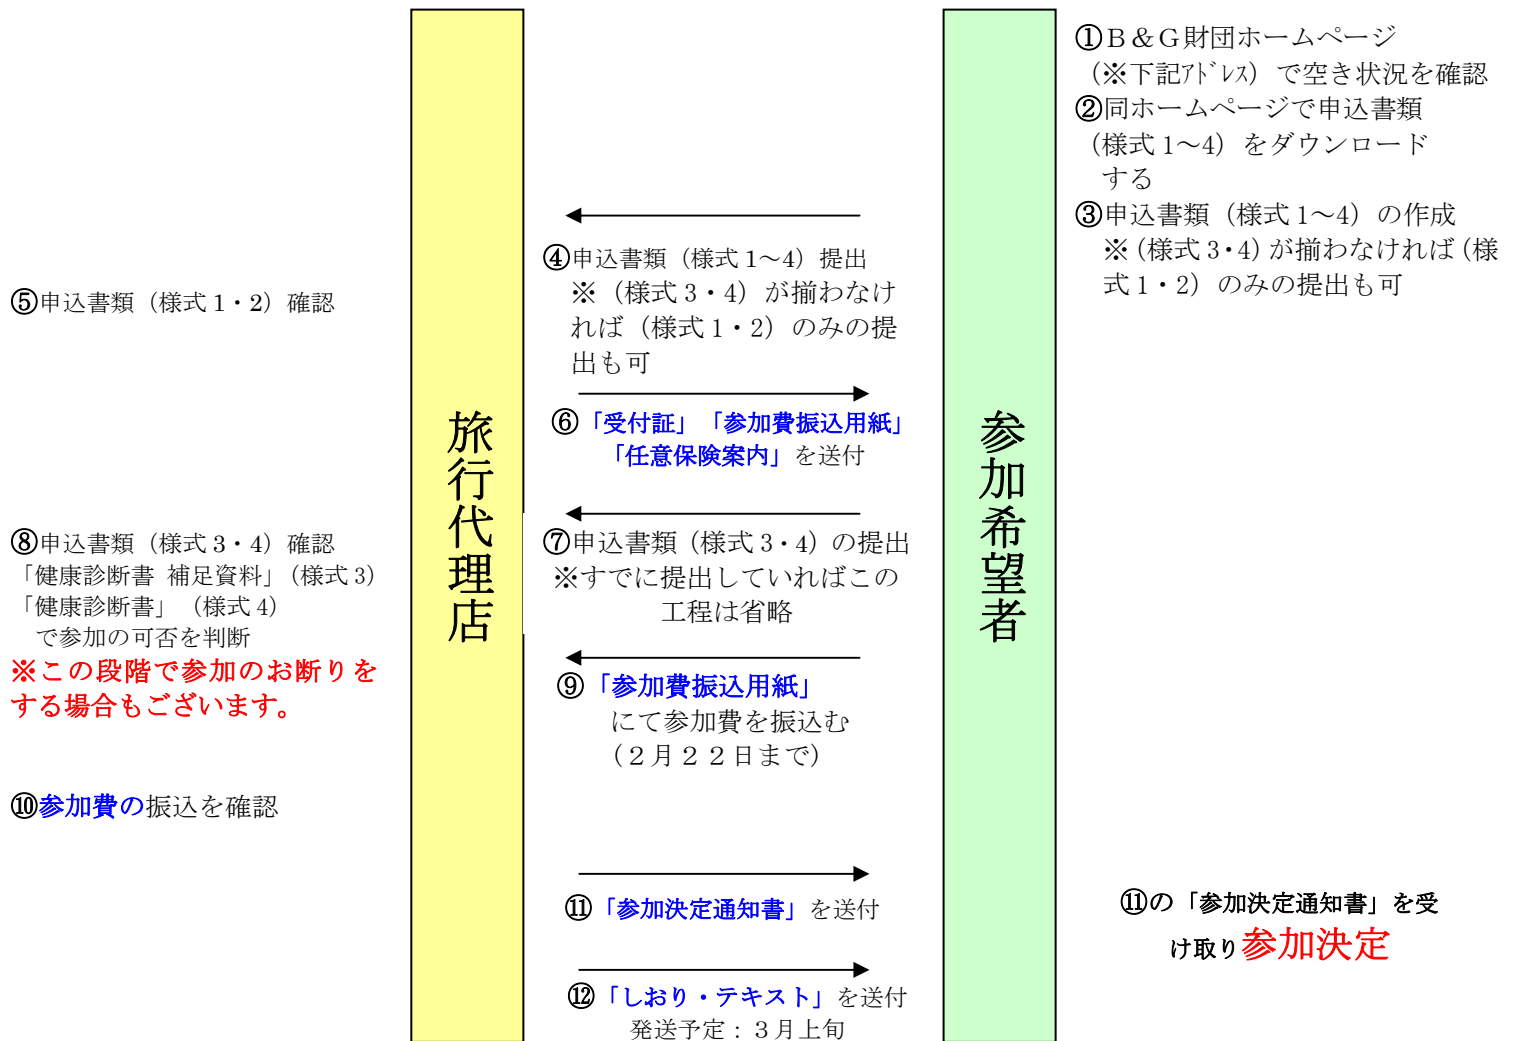 ①Ｂ＆Ｇ財団ホームページ
（※下記ｱﾄﾞﾚｽ）で空き状況を確認
②同ホームページで申込書類
（様式 1～4）をダウンロード
する
③申込書類（様式 1～4）の作成
※（様式 3・4）が揃わなければ（様
式 1・2）のみの提出も可
④申込書類（様式 1～4）提出
※（様式 3・4）が揃わなけ
れば（様式 1・2）のみの提
出も可
⑤申込書類（様式 1・2）確認
⑥「受付証」「参加費振込用紙」
「任意保険案内」を送付
旅行代理店
参加希望者
⑦申込書類（様式 3・4）の提出
※すでに提出していればこの
工程は省略
⑧申込書類（様式 3・4）確認
「健康診断書 補足資料」（様式 3）
「健康診断書」（様式 4）
で参加の可否を判断
※この段階で参加のお断りを
する場合もございます。
⑨「参加費振込用紙」
にて参加費を振込む
（２月２２日まで）
⑩参加費の振込を確認
⑪「参加決定通知書」を送付
⑪の「参加決定通知書」を受
け取り参加決定
⑫「しおり・テキスト」を送付
発送予定：３月上旬